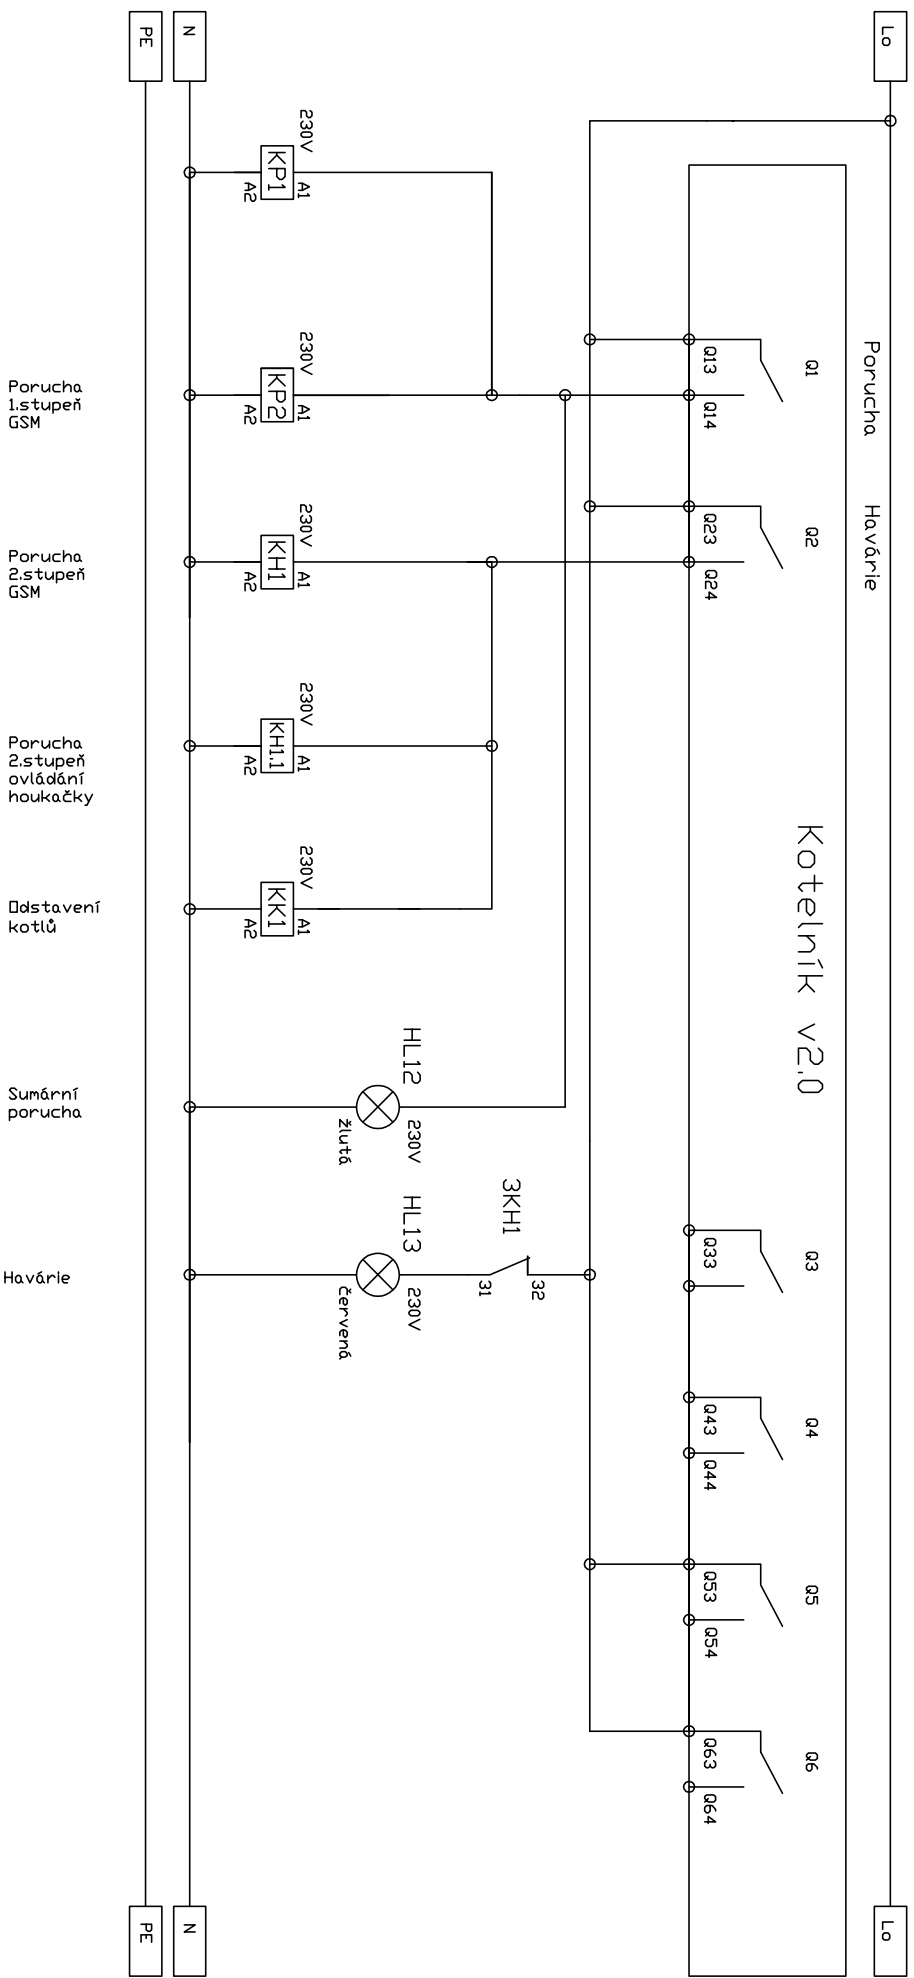 Lo
Lo
Porucha
Havárie
Kotelník v2.0
Q1
Q13
Q14
Q2
Q23
Q24
Q3
Q33
Q4
Q43
Q44
Q5
Q53
Q54
Q6
Q63
Q64
230V
KP1
A1
A2
230V
KP2
A1
A2
230V
KH1
A1
A2
230V
KH1.1
A1
A2
230V
KK1
A1
A2
HL12
230V
žlutá
3KH1
32
31
HL13
230V
červená
N
N
PE
PE
Porucha
1.stupeň
GSM
Porucha
2.stupeň
GSM
Porucha
2.stupeň
ovládání
houkačky
Odstavení
kotlů
Sumární
porucha
Havárie